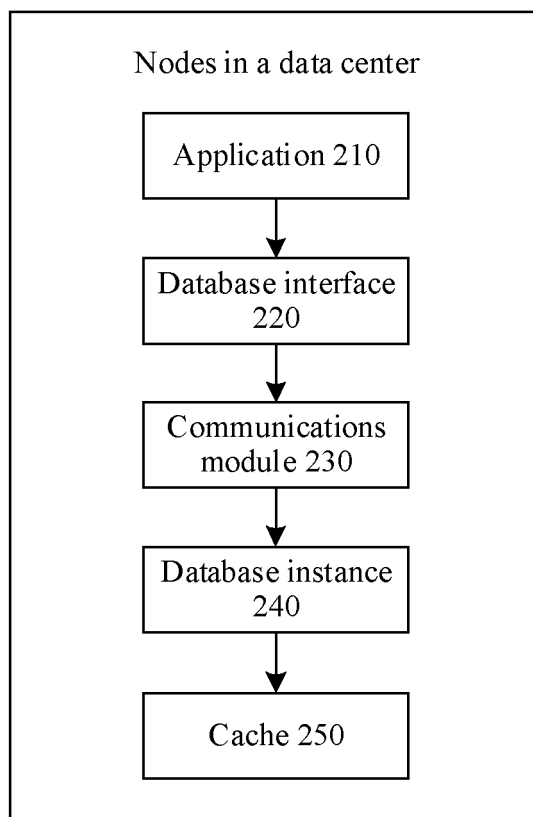 Nodes in a data center
Application 210
Database interface
220
Communications
module 230
Database instance
240
Cache 250